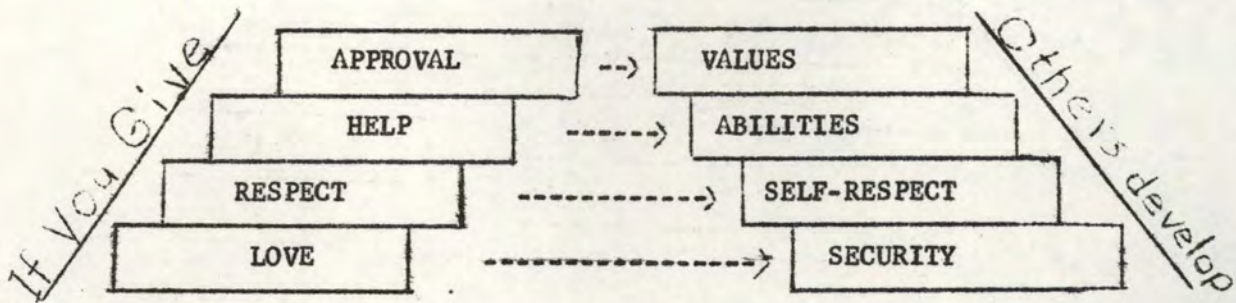 If You Give
Others develop
APPROVAL --> VALUES
HELP -----> ABILITIES
RESPECT --------> SELF-RESPECT
LOVE -----------> SECURITY